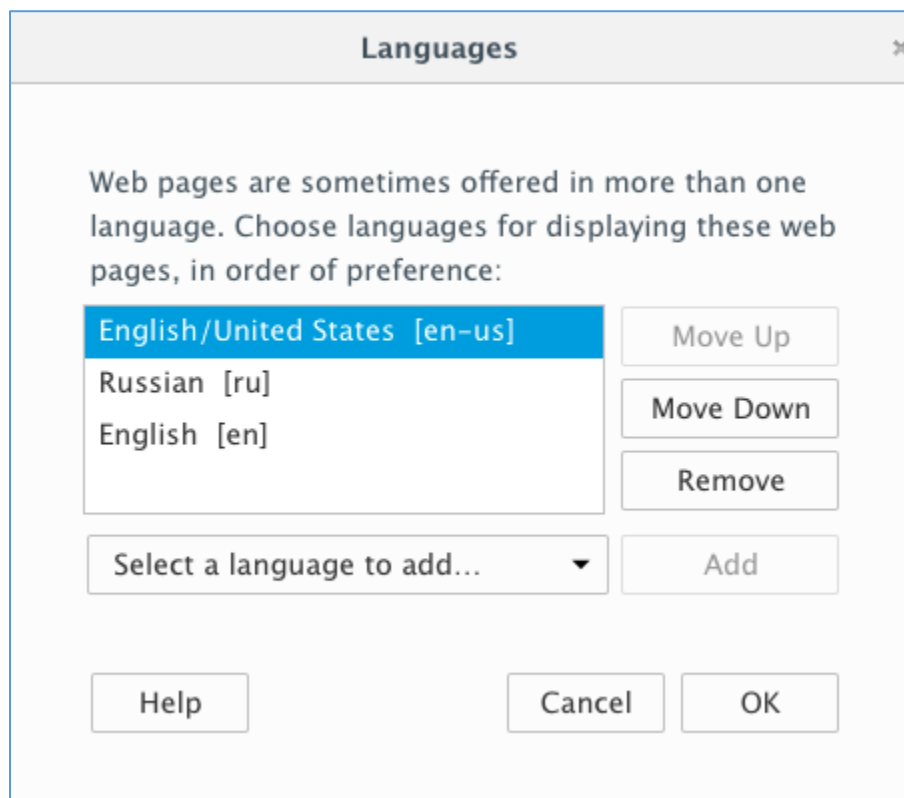 Languages
Web pages are sometimes offered in more than one
language. Choose languages for displaying these web
pages, in order of preference:
English/United States [en-us]
Move Up
Russian [ru]
Move Down
English [en]
Remove
Select a language to add...
Add
Help
Cancel
OK